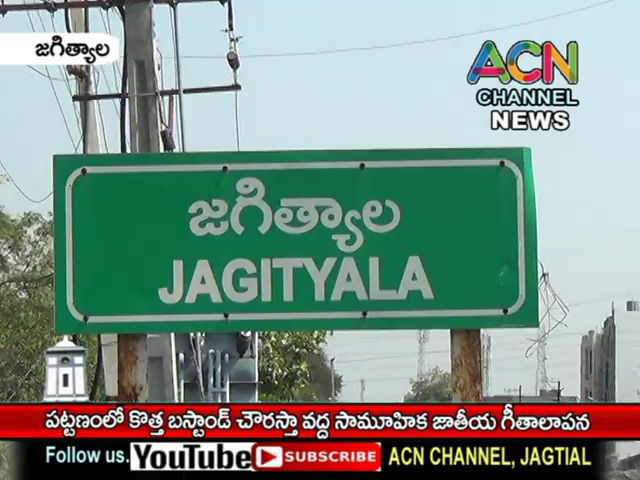 జగిత్యాల
ACN
CHANNEL
NEWS
జగిత్యాల
JAGITYALA
పట్టణంలో కొత్త బస్టాండ్ చౌరస్తా వద్ద సామూహిక జాతీయ గీతాలాపన
Follow us. YouTube SUBSCRIBE ACN CHANNEL, JAGTIAL